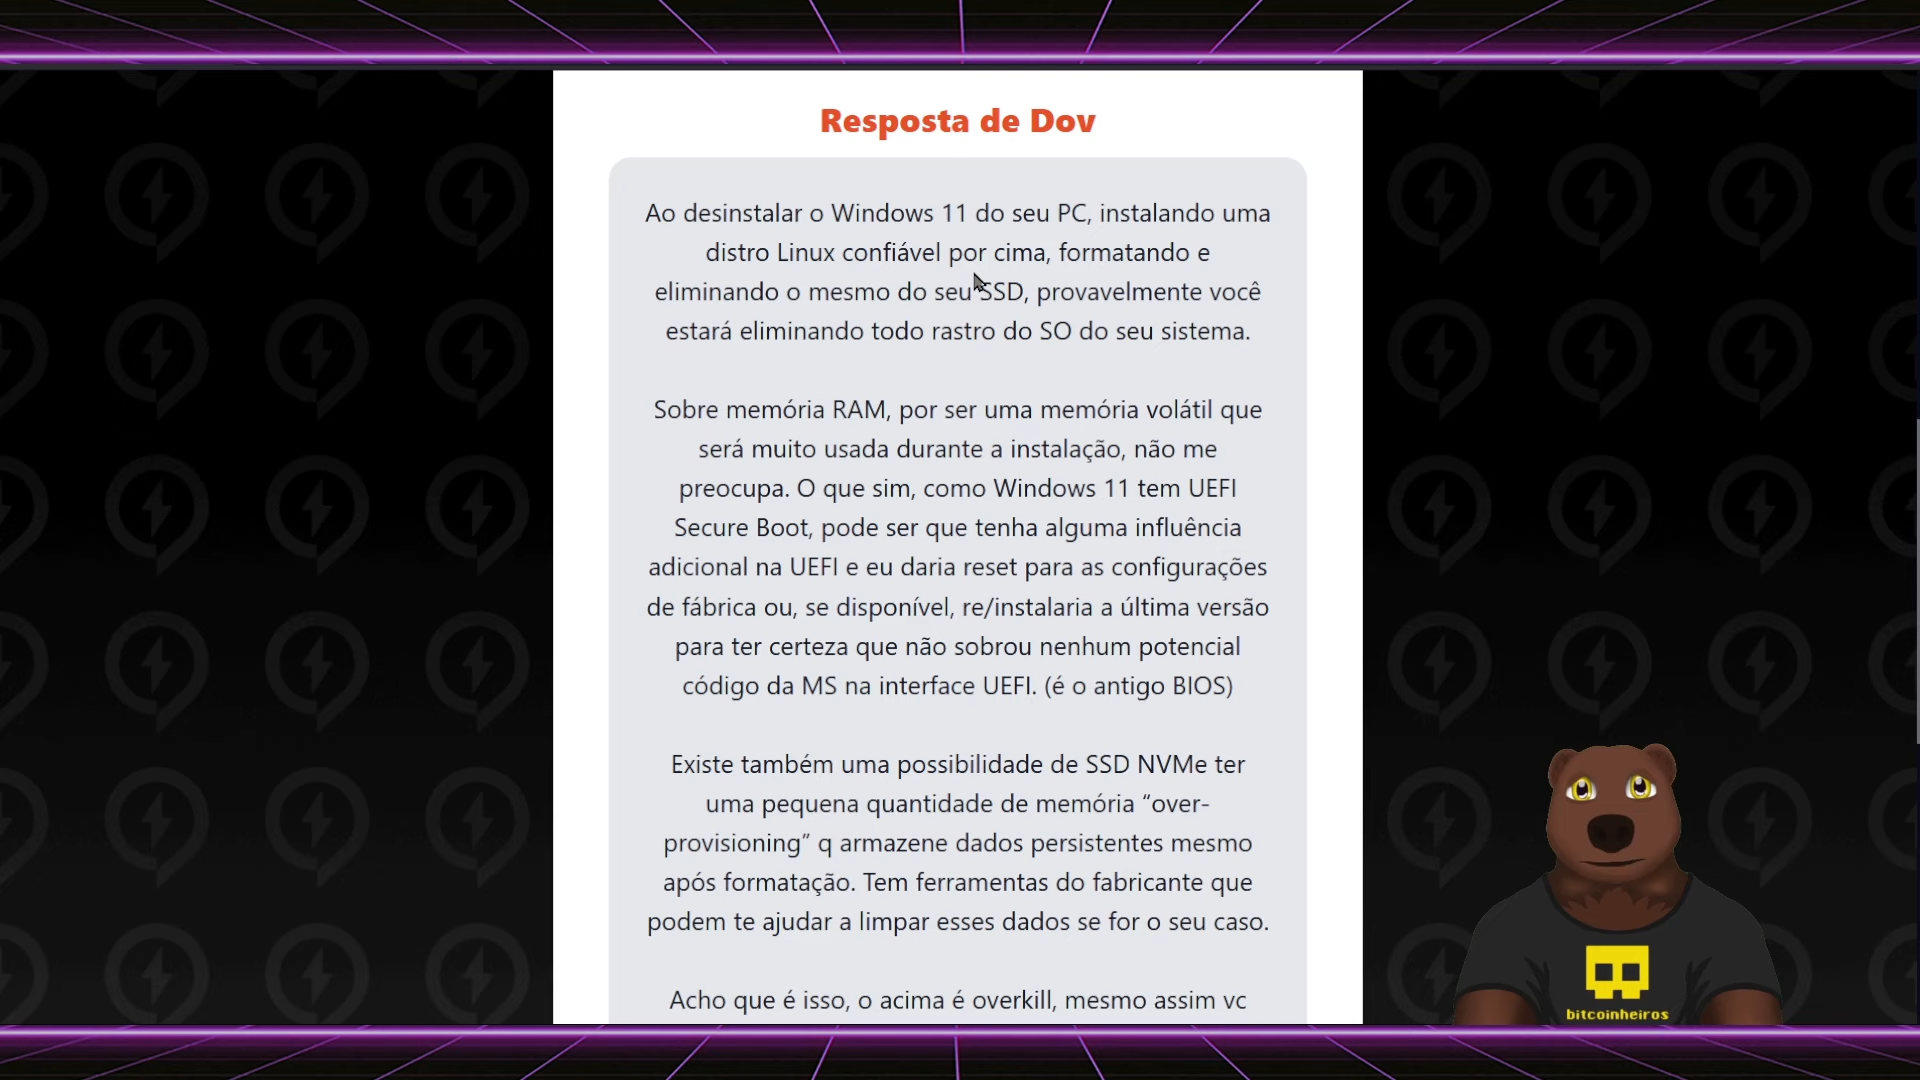 Resposta de Dov
Ao desinstalar o Windows 11 do seu PC, instalando uma
distro Linux confiável por cima, formatando e
eliminando o mesmo do seu SSD, provavelmente você
estará eliminando todo rastro do SO do seu sistema.
Sobre memória RAM, por ser uma memória volátil que
será muito usada durante a instalação, não me
preocupa. O que sim, como Windows 11 tem UEFI
Secure Boot, pode ser que tenha alguma influência
adicional na UEFI e eu daria reset para as configurações
de fábrica ou, se disponível, re/instalaria a última versão
para ter certeza que não sobrou nenhum potencial
código da MS na interface UEFI. (é o antigo BIOS)
Existe também uma possibilidade de SSD NVMe ter
uma pequena quantidade de memória “over-
provisioning” q armazene dados persistentes mesmo
após formatação. Tem ferramentas do fabricante que
podem te ajudar a limpar esses dados se for o seu caso.
Acho que é isso, o acima é overkill, mesmo assim vc
bitcoinheiros